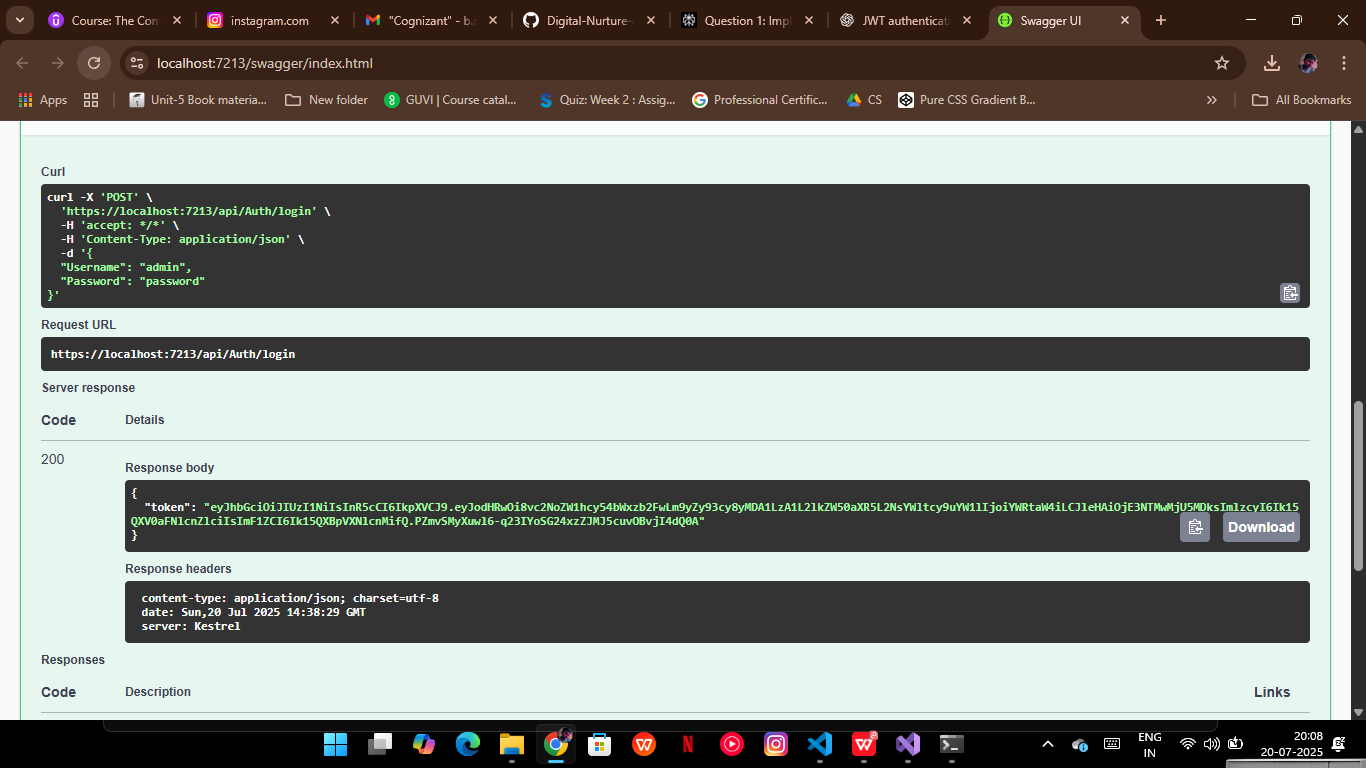 Course: The Com
instagram.com
"Cognizant" - b.r
Digital-Nurture-
Question 1: Impl
JWT authenticati
Swagger UI
localhost:7213/swagger/index.html
Apps
Unit-5 Book materia...
New folder
GUVI | Course catal...
Quiz: Week 2 : Assig...
Professional Certific...
CS
Pure CSS Gradient B...
»
All Bookmarks
Curl
curl -X 'POST' \
'https://localhost:7213/api/Auth/login' \
-H 'accept: */*' \
-H 'Content-Type: application/json' \
-d '{
"Username": "admin",
"Password": "password"
}'
Request URL
https://localhost:7213/api/Auth/login
Server response
Code Details
200
Response body
{
"token": "eyJhbGciOiJIUzI1NiIsInR5cCI6IkpXVCJ9.eyJodHRwOi8vc2NoZW1hcy54bWxzb2FwLm9yZy93cy8yMDA1LzA1L2lkZW50aXR5L2NsYWltcy9uYW1lIjoiYWRtaW4iLCJleHAiOjE3NTMwMjU5MDksImlzcyI6Ik15
QXV0aFNlcnZlciIsImF1ZCI6Ik15QXBpVXNlcnMifQ.PZmvSMyXuwl6-q23IYoSG24xzZJMJ5cuvOBvjI4dQ0A"
}
Download
Response headers
content-type: application/json; charset=utf-8
date: Sun,20 Jul 2025 14:38:29 GMT
server: Kestrel
Responses
Code Description Links
ENG
IN
20:08
20-07-2025